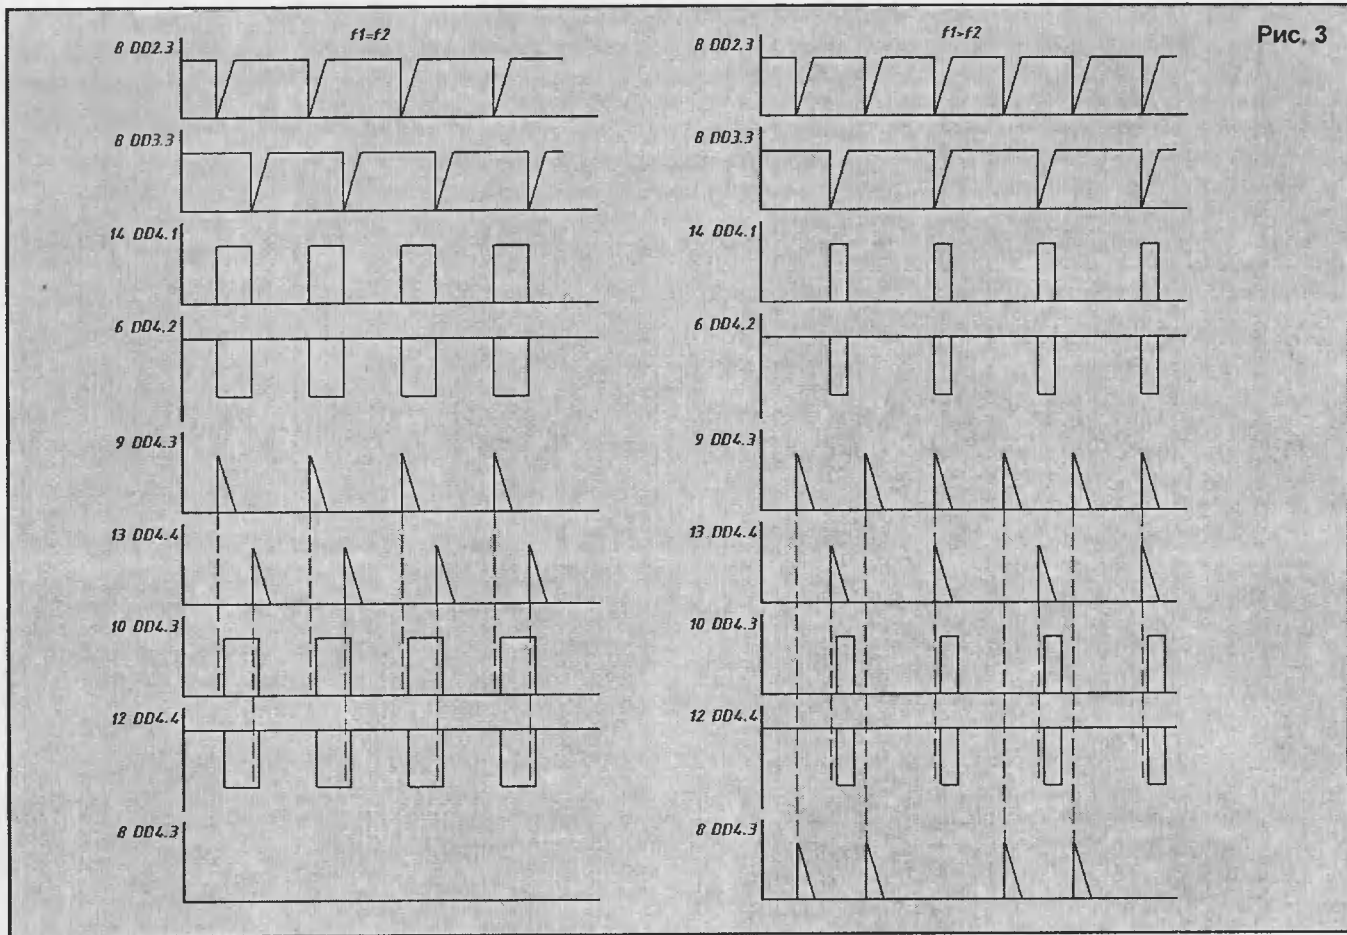 f1=f2
8 DD2.3
8 DD3.3
14 DD4.1
6 DD4.2
9 DD4.3
13 DD4.4
10 DD4.3
12 DD4.4
8 DD4.3
f1>f2
Рис. 3
8 DD2.3
8 DD3.3
14 DD4.1
6 DD4.2
9 DD4.3
13 DD4.4
10 DD4.3
12 DD4.4
8 DD4.3